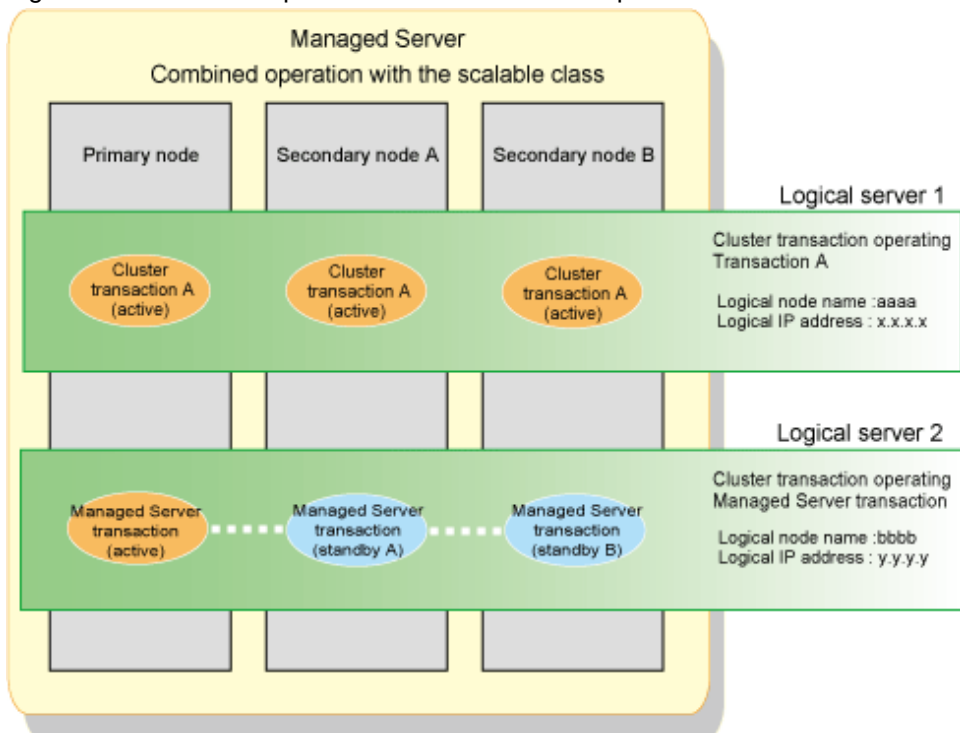 Managed Server
Combined operation with the scalable class
Primary node
Secondary node A
Secondary node B
Logical server 1
Cluster
transaction A
(active)
Cluster
transaction A
(active)
Cluster
transaction A
(active)
Cluster transaction operating
Transaction A
Logical node name :aaaa
Logical IP address : x.x.x.x
Logical server 2
Managed Server
transaction
(active)
Managed Server
transaction
(standby A)
Managed Server
transaction
(standby B)
Cluster transaction operating
Managed Server transaction
Logical node name :bbbb
Logical IP address : y.y.y.y